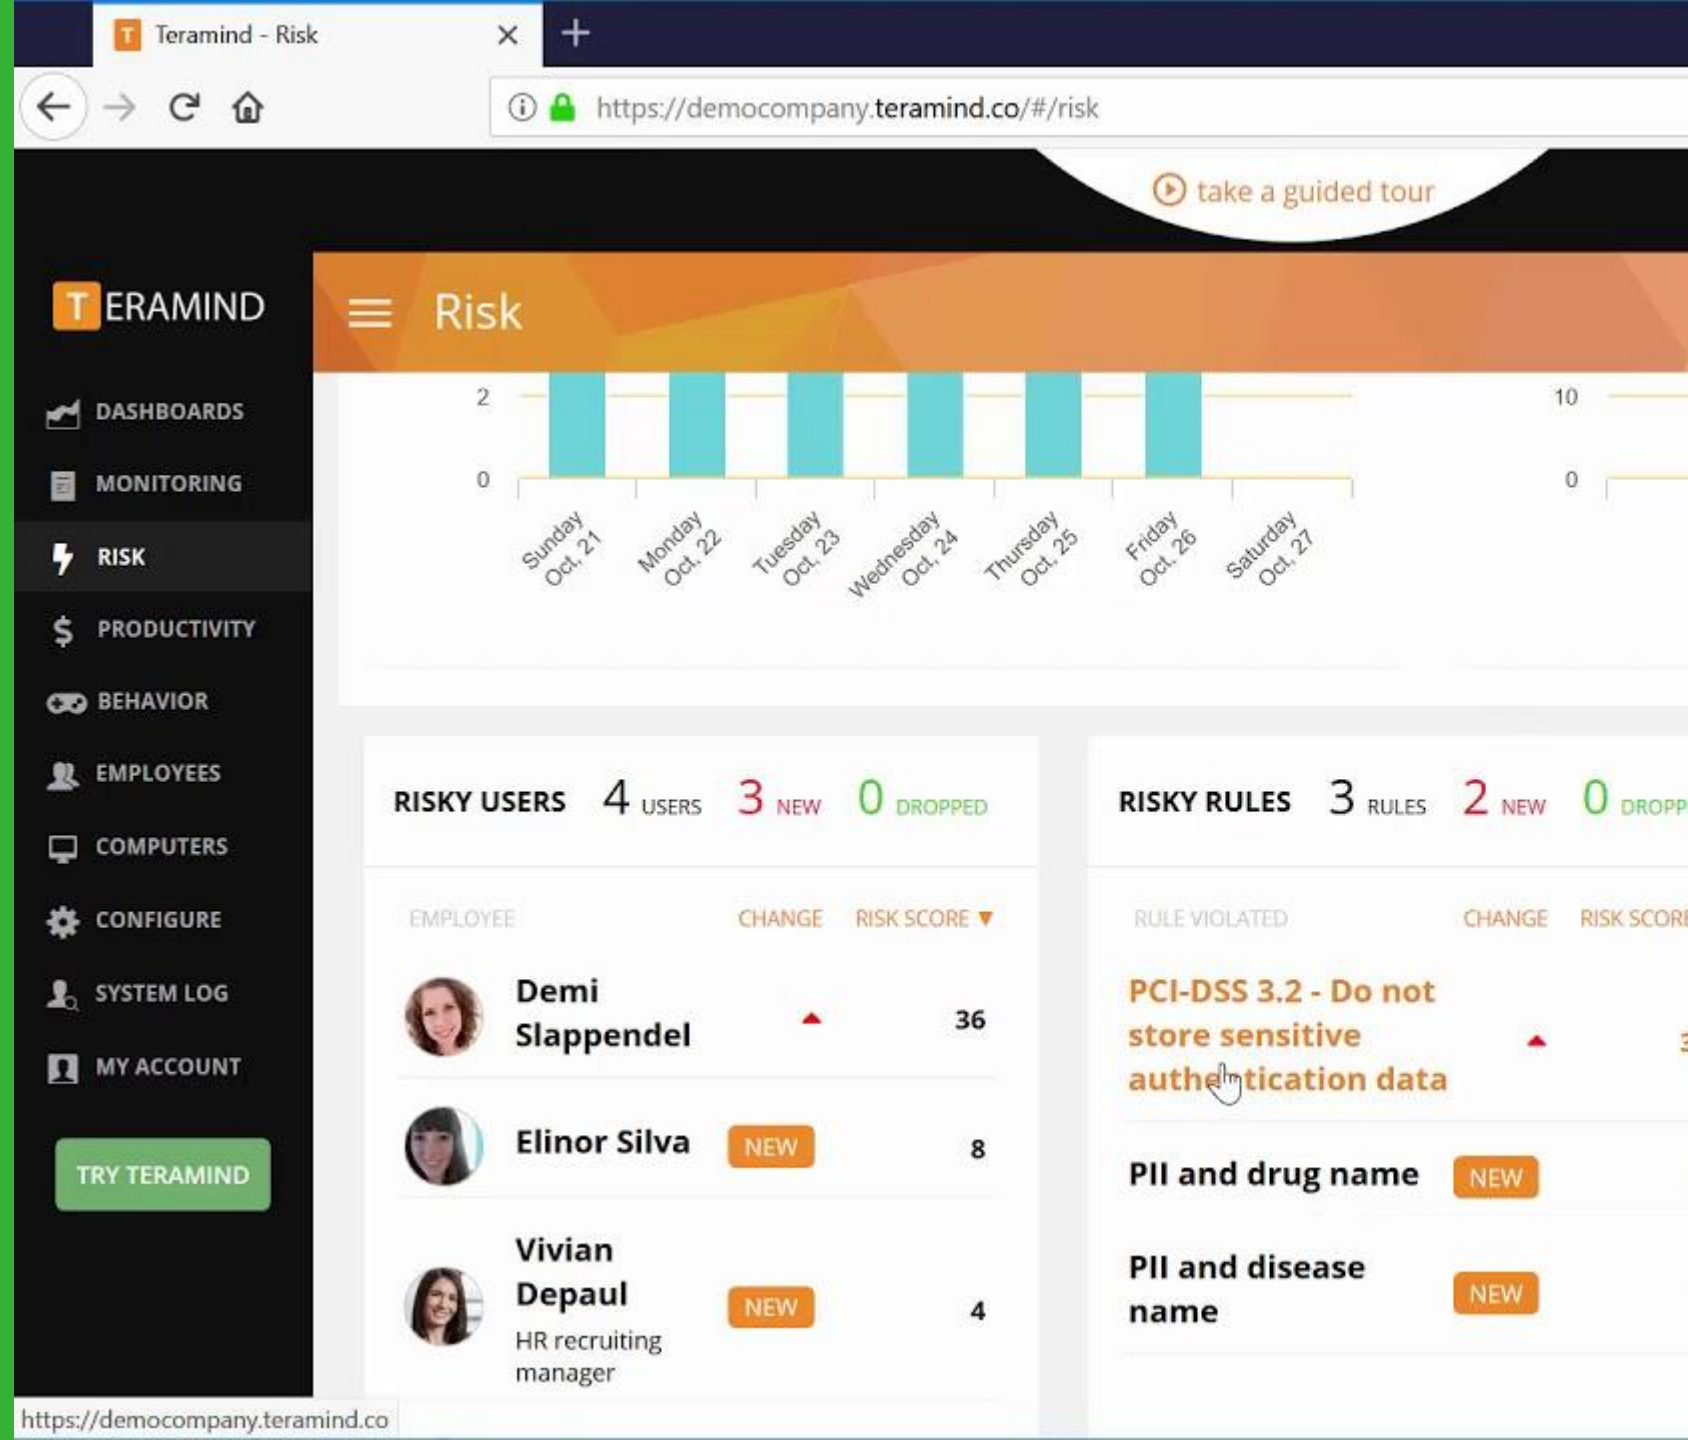 Teramind - Risk
https://democompany.teramind.co/#/risk
take a guided tour
TERAMIND
Risk
DASHBOARDS
MONITORING
RISK
PRODUCTIVITY
BEHAVIOR
EMPLOYEES
COMPUTERS
CONFIGURE
SYSTEM LOG
MY ACCOUNT
TRY TERAMIND
2
0
Sunday
Oct, 21
Monday
Oct, 22
Tuesday
Oct, 23
Wednesday
Oct, 24
Thursday
Oct, 25
Friday
Oct, 26
Saturday
Oct, 27
10
0
RISKY USERS 4 USERS 3 NEW 0 DROPPED
EMPLOYEE CHANGE RISK SCORE
Demi
Slappendel
36
Elinor Silva NEW 8
Vivian
Depaul
NEW 4
HR recruiting
manager
RISKY RULES 3 RULES 2 NEW 0
RULE VIOLATED CHANGE RISK SCORE
PCI-DSS 3.2 - Do not
store sensitive
authentication data
PII and drug name NEW
PII and disease
name
NEW
https://democompany.teramind.co